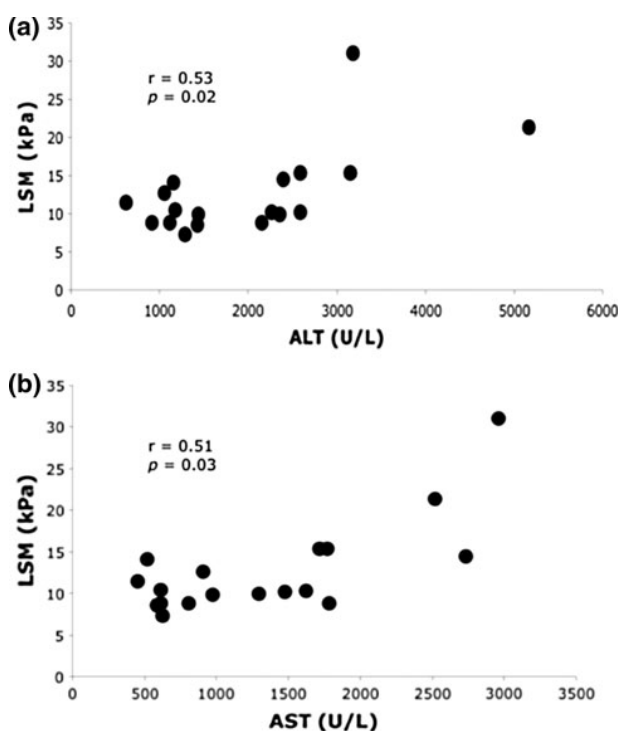 (a)
35
30
25
20
15
10
5
0
LSM (kPa)
r = 0.53
p = 0.02
0 1000 2000 3000 4000 5000 6000
ALT (U/L)
(b)
35
30
25
20
15
10
5
0
LSM (kPa)
r = 0.51
p = 0.03
0 500 1000 1500 2000 2500 3000 3500
AST (U/L)